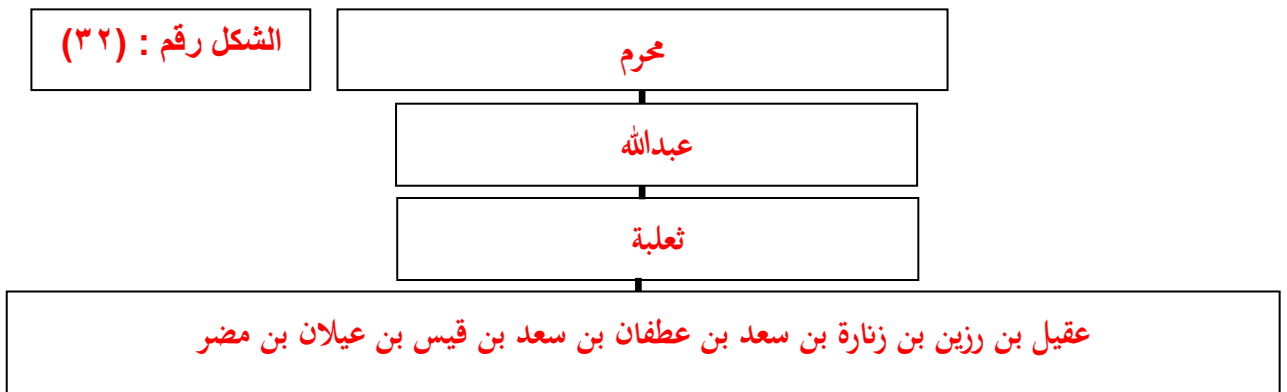 الشكل رقم : (٣٢)
محرم
عبدالله
ثعلبة
عقيل بن رزين بن زنارة بن سعد بن عطفان بن سعد بن قيس بن عيلان بن مضر